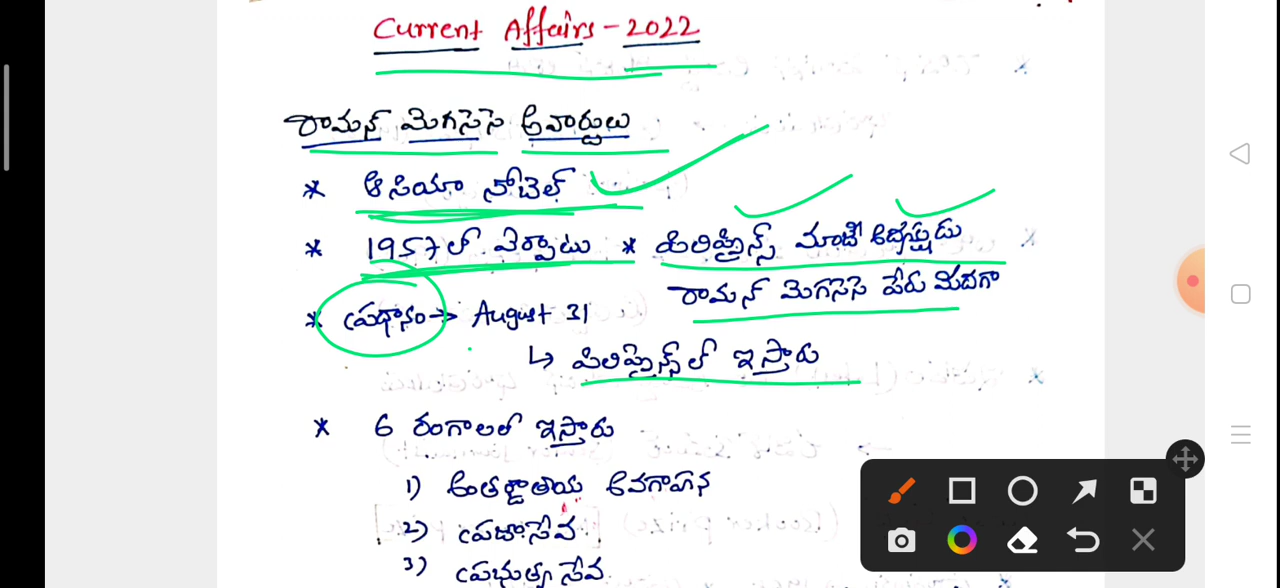 Current Affairs - 2022
రామన్ మెగసెసె అవార్డులు
* ఆసియా నోబెల్
* 1957లో ఏర్పాటు * ఫిలిప్పైన్స్ మాజీ అధ్యక్షుడు
రామన్ మెగసెసె పేరు మీదగా
* ప్రధానం → August 31
↳ ఫిలిప్పైన్స్ లో ఇస్తారు
* 6 రంగాలలో ఇస్తారు
1) అంతర్జాతీయ అవగాహన
2) ప్రజాసేవ
3) ప్రభుత్వ సేవ